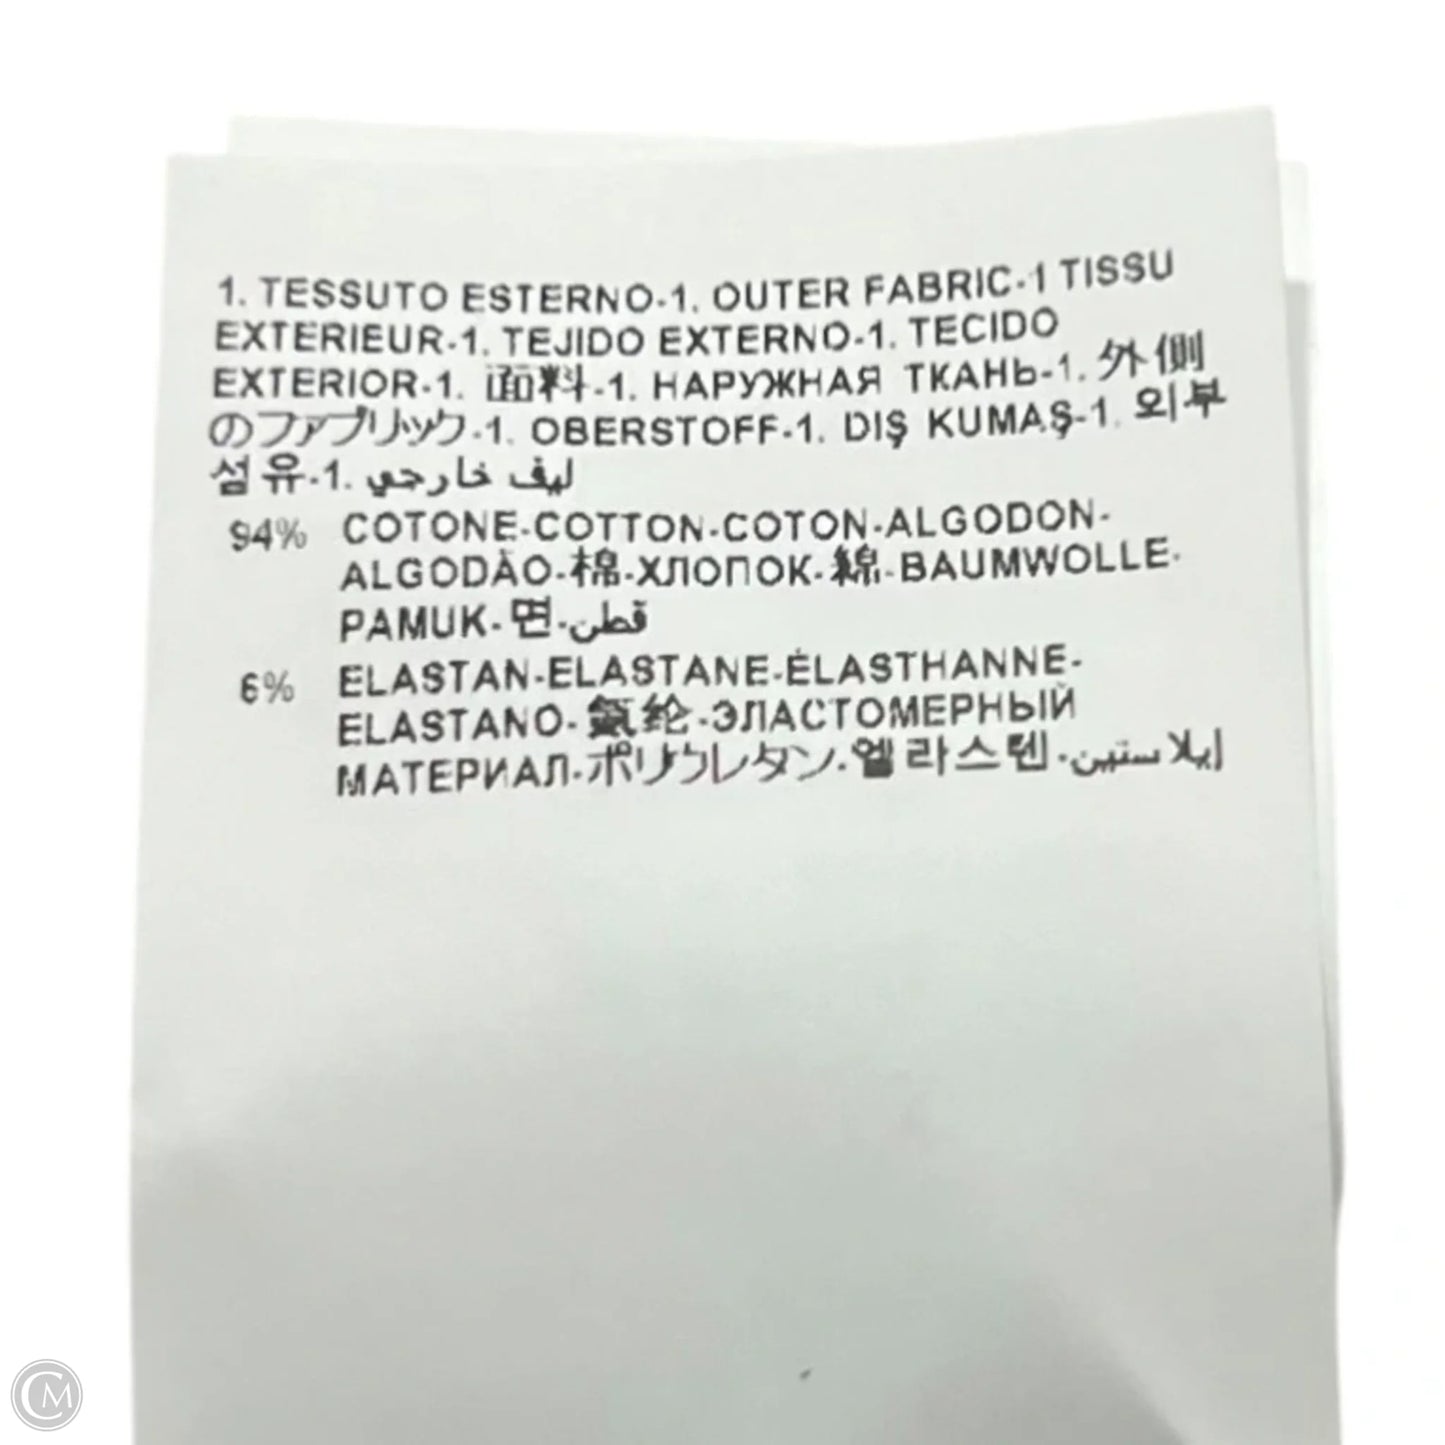 1. TESSUTO ESTERNO-1. OUTER FABRIC-1 TISSU
EXTERIEUR-1. TEJIDO EXTERNO-1. TECIDO
EXTERIOR-1. 面料-1. НАРУЖНАЯ ТКАНЬ-1. 外側
のファブリック-1. OBERSTOFF-1. DIŞ KUMAŞ-1. 외부
섬유-1. ليف خارجي
94% COTONE-COTTON-COTON-ALGODON-
ALGODÃO-棉-ХЛОПОК-綿-BAUMWOLLE-
PAMUK-면-قطن
6% ELASTAN-ELASTANE-ÉLASTHANNE-
ELASTANO-氨纶-ЭЛАСТОМЕРНЫЙ
МАТЕРИАЛ-ポリウレタン-엘라스텐-إيلاستين
CM